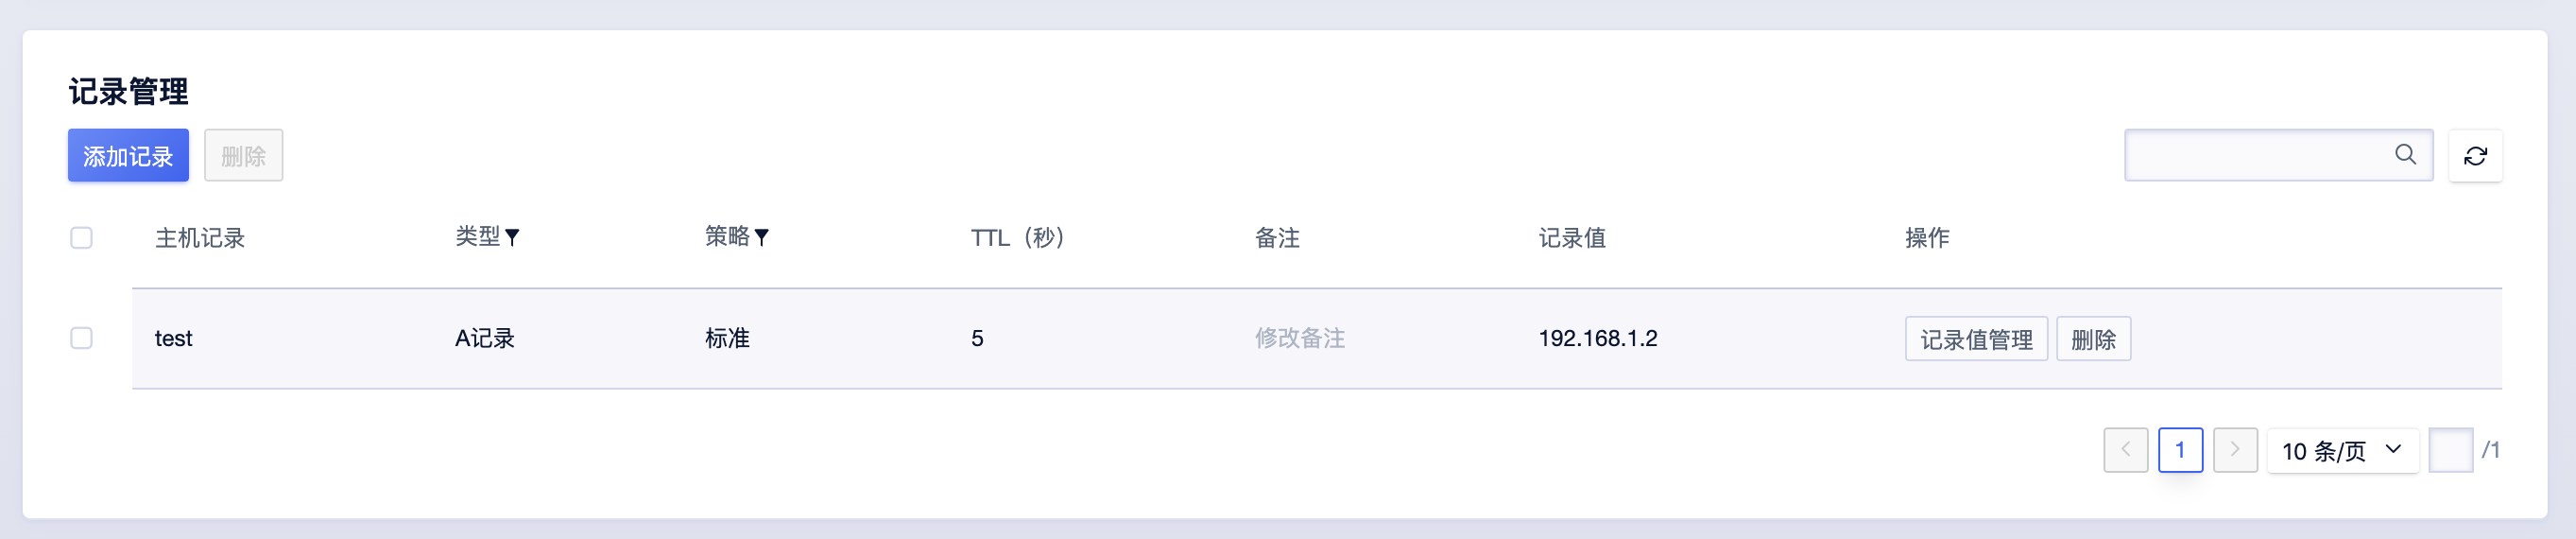 记录管理
添加记录 删除
主机记录 类型 策略 TTL（秒） 备注 记录值 操作
test A记录 标准 5 修改备注 192.168.1.2 记录值管理 删除
1 10 条/页 /1